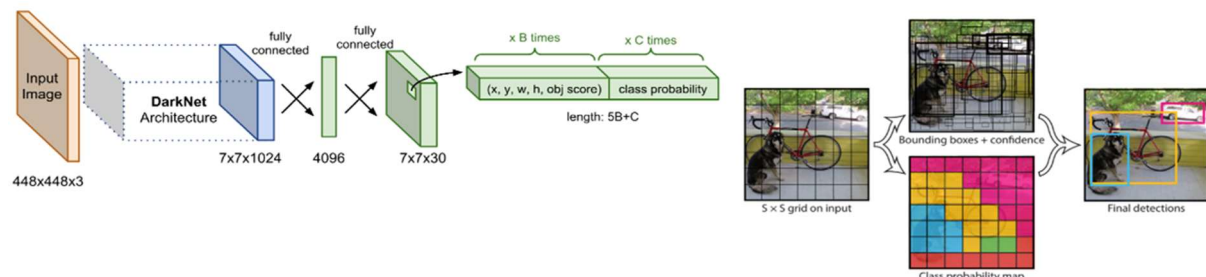 Input
Image
448x448x3
DarkNet
Architecture
7x7x1024
fully
connected
4096
fully
connected
7x7x30
x B times
x C times
(x, y, w, h, obj score)
class probability
length: 5B+C
S × S grid on input
Bounding boxes + confidence
Class probability map
Final detections